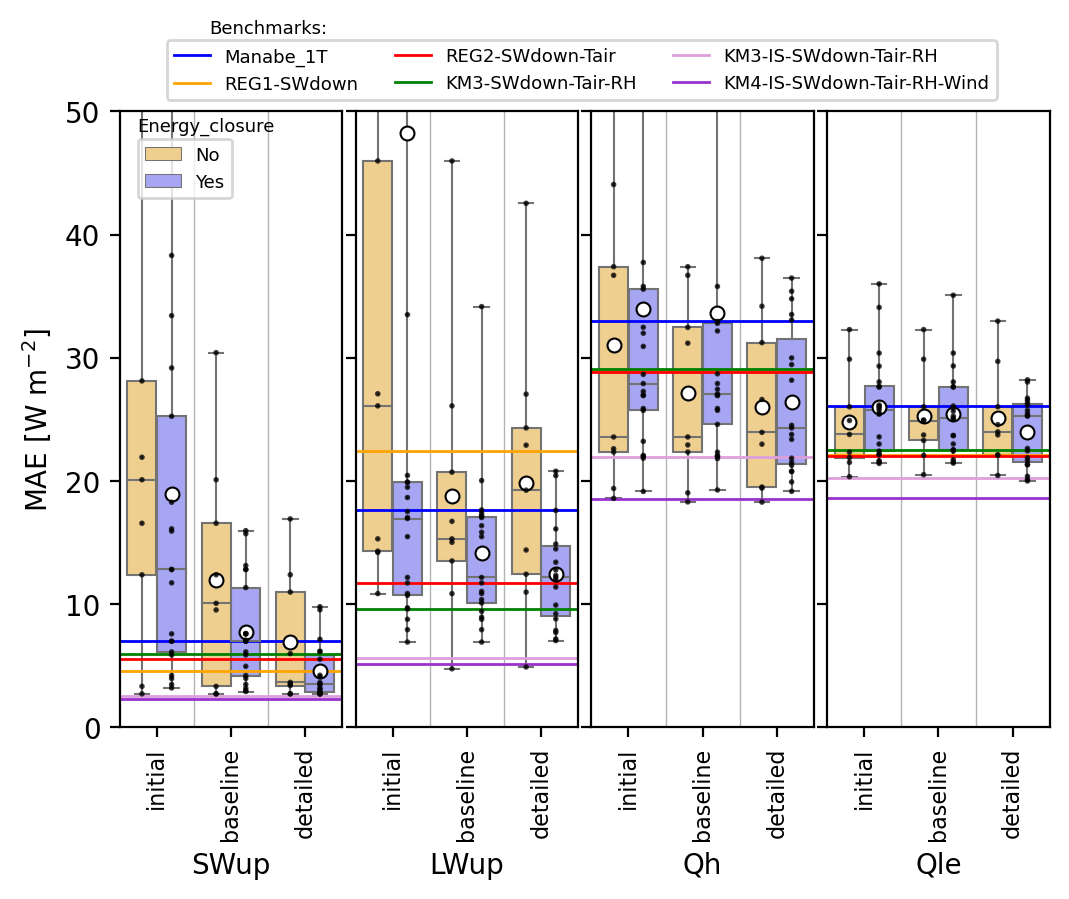 Benchmarks:
Manabe_1T
REG1-SWdown
REG2-SWdown-Tair
KM3-SWdown-Tair-RH
KM3-IS-SWdown-Tair-RH
KM4-IS-SWdown-Tair-RH-Wind
Energy_closure
No
Yes
MAE [W m⁻²]
50
40
30
20
10
0
initial
baseline
detailed
SWup
initial
baseline
detailed
LWup
initial
baseline
detailed
Qh
initial
baseline
detailed
Qle